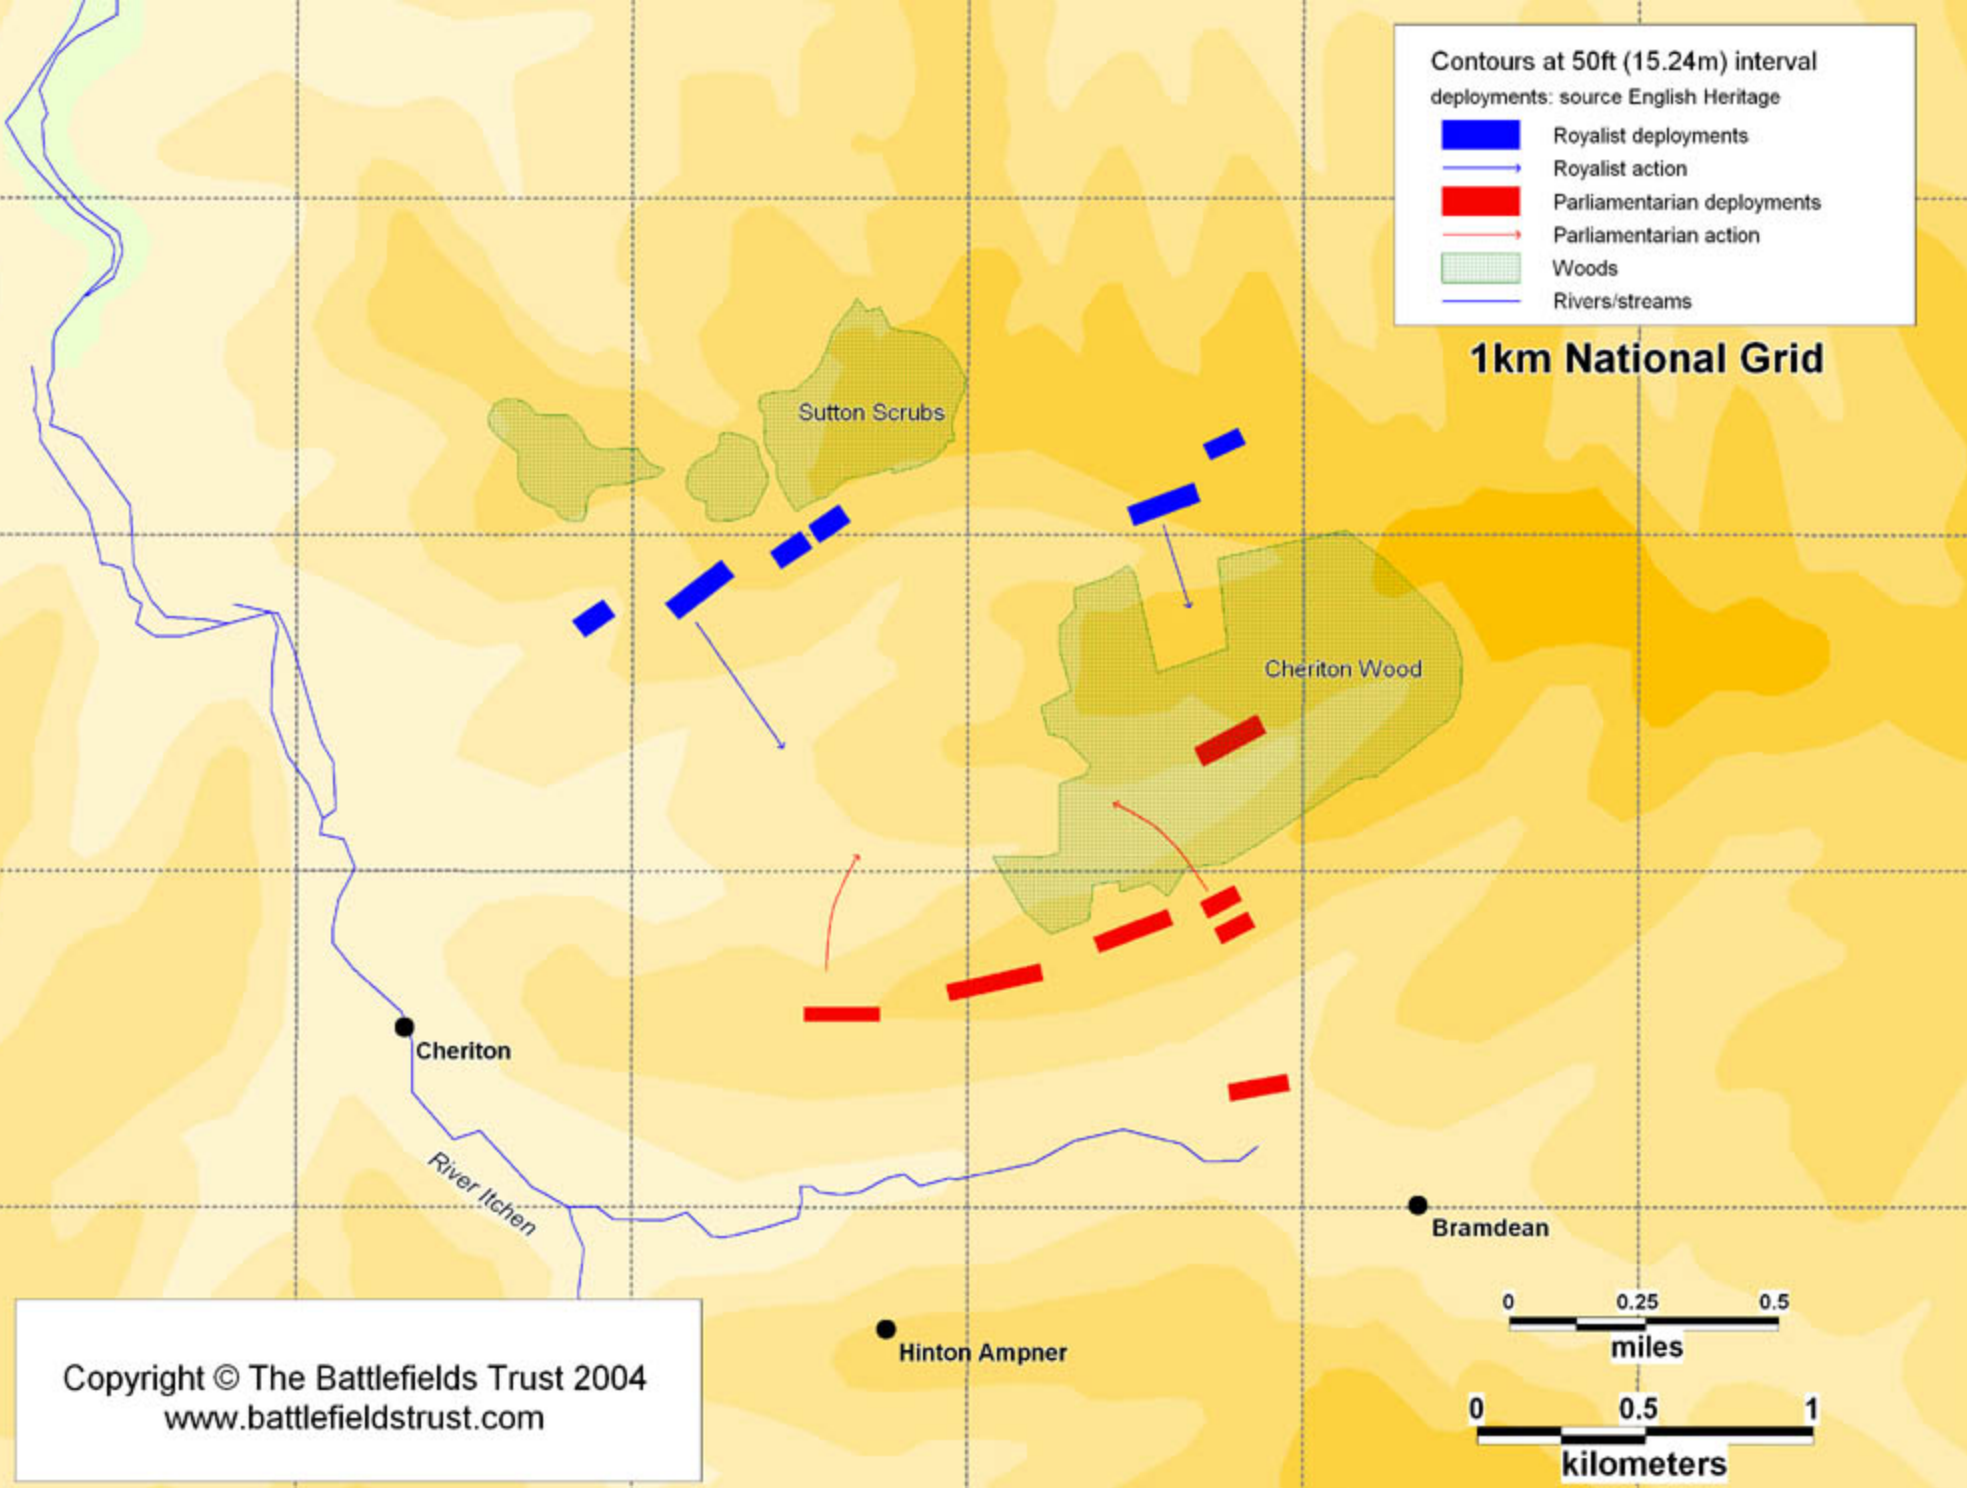 Contours at 50ft (15.24m) interval
deployments: source English Heritage
Royalist deployments
Royalist action
Parliamentarian deployments
Parliamentarian action
Woods
Rivers/streams
1km National Grid
Sutton Scrubs
Cheriton Wood
Cheriton
River Itchen
Bramdean
Hinton Ampner
0 0.25 0.5
miles
0 0.5 1
kilometers
Copyright © The Battlefields Trust 2004
www.battlefieldstrust.com